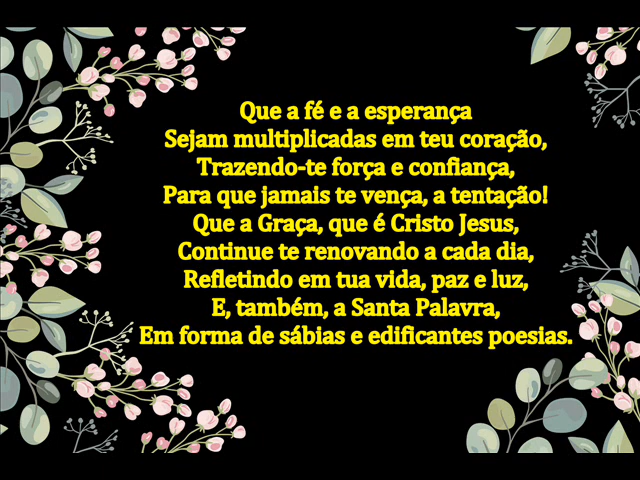 Que a fé e a esperança
Sejam multiplicadas em teu coração,
Trazendo-te força e confiança,
Para que jamais te vença, a tentação!
Que a Graça, que é Cristo Jesus,
Continue te renovando a cada dia,
Refletindo em tua vida, paz e luz,
E, também, a Santa Palavra,
Em forma de sábias e edificantes poesias.